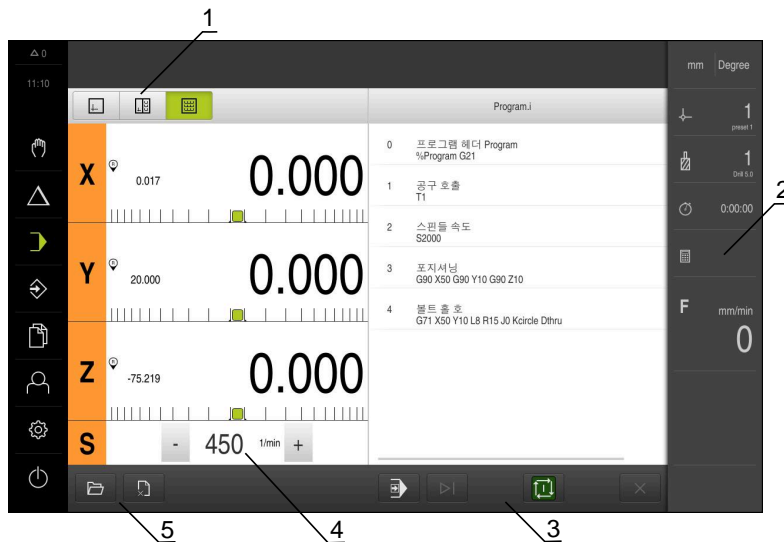 1
△ 0
11:10
mm Degree
Program.i
1
preset 1
1
Drill 5.0
2
0:00:00
F mm/min
0
X R 0.017 0.000
Y R 20.000 0.000
Z R -75.219 0.000
S - 450 1/min +
0 프로그램 헤더 Program
%Program G21
1 공구 호출
T1
2 스핀들 속도
S2000
3 포지셔닝
G90 X50 G90 Y10 G90 Z10
4 볼트 홀 호
G71 X50 Y10 L8 R15 J0 Kcircle Dthru
5
4
3